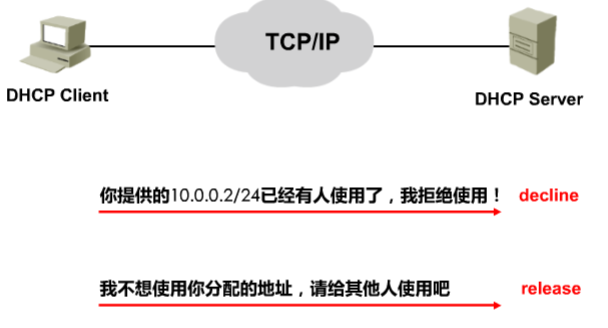 TCP/IP
DHCP Client
DHCP Server
你提供的10.0.0.2/24已经有人使用了，我拒绝使用！ decline
我不想使用你分配的地址，请给其他人使用吧 release